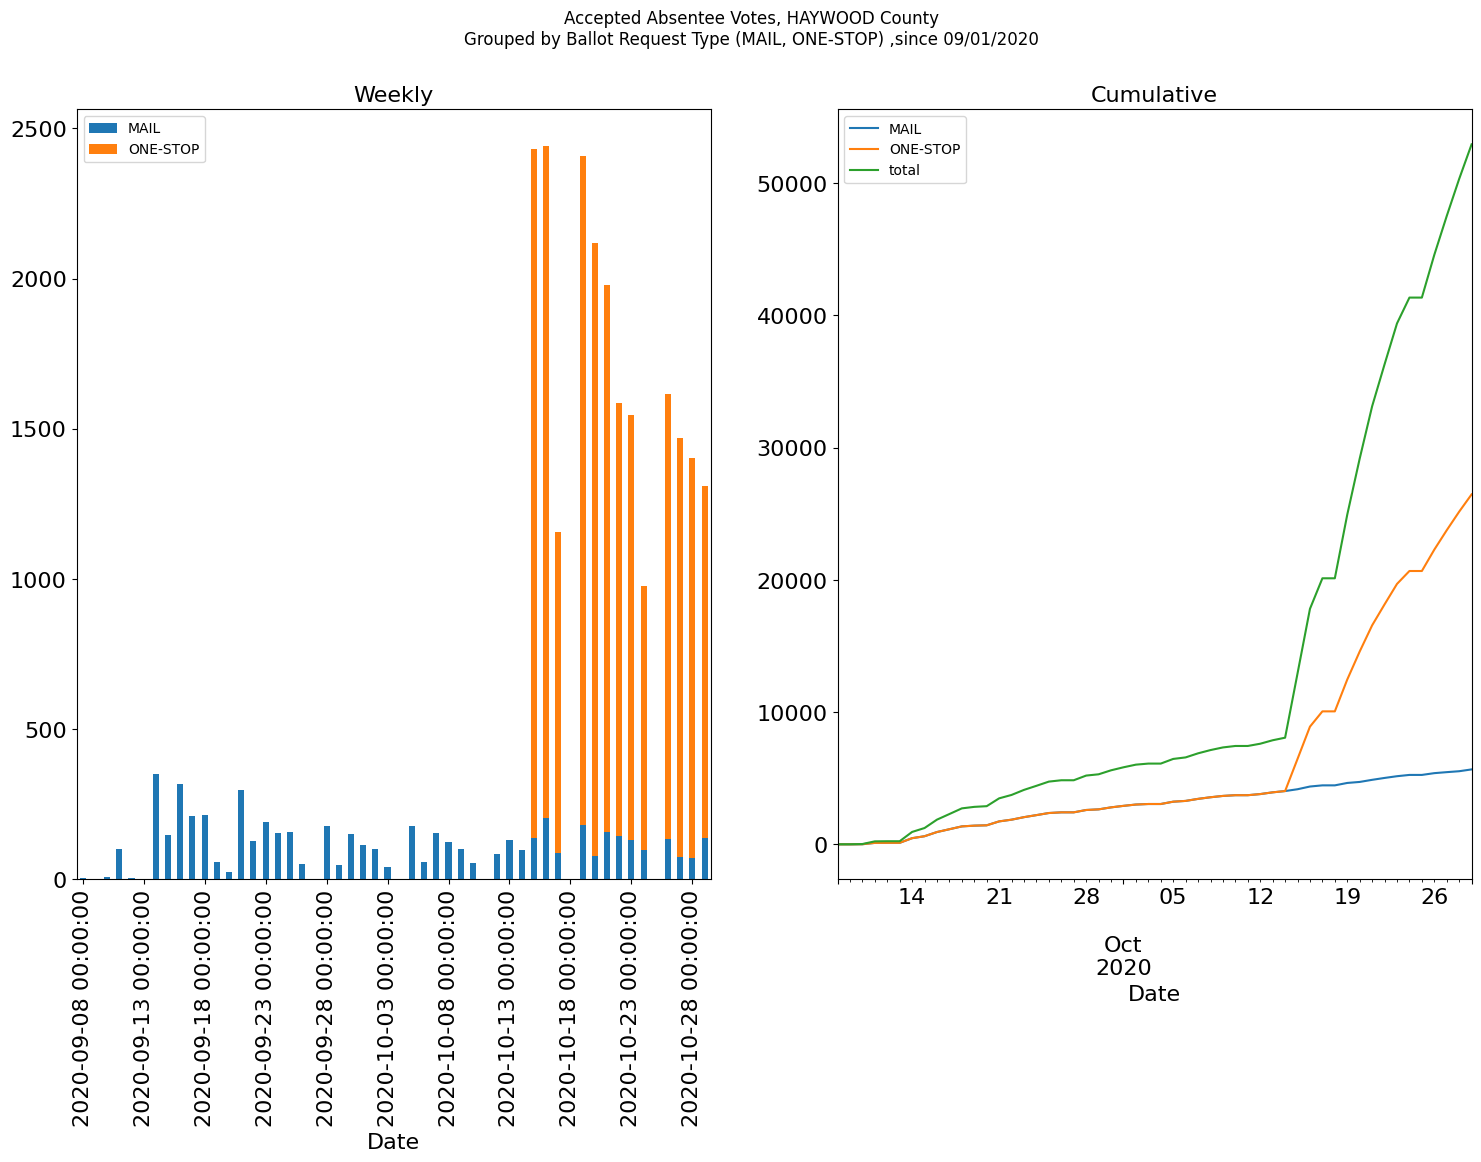 Accepted Absentee Votes, HAYWOOD County
Grouped by Ballot Request Type (MAIL, ONE-STOP) ,since 09/01/2020
Weekly
MAIL
ONE-STOP
2500
2000
1500
1000
500
0
2020-09-08 00:00:00
2020-09-13 00:00:00
2020-09-18 00:00:00
2020-09-23 00:00:00
2020-09-28 00:00:00
2020-10-03 00:00:00
2020-10-08 00:00:00
2020-10-13 00:00:00
2020-10-18 00:00:00
2020-10-23 00:00:00
2020-10-28 00:00:00
Date
Cumulative
MAIL
ONE-STOP
total
50000
40000
30000
20000
10000
0
14 21 28 05 12 19 26
Oct
2020
Date